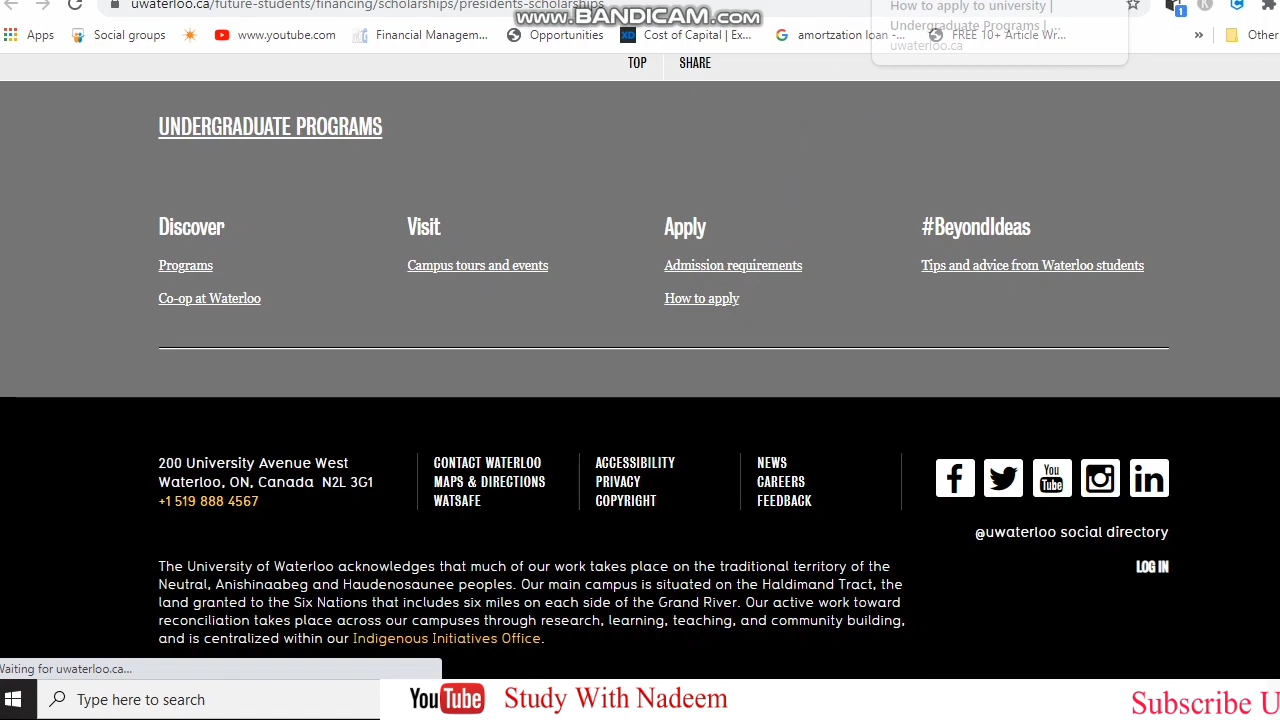 uwaterloo.ca/future-students/financing/scholarships/presidents-scholarships
www.BANDICAM.com
How to apply to university |
Undergraduate Programs | ...
uwaterloo.ca
Apps
Social groups
www.youtube.com
Financial Managem...
Opportunities
Cost of Capital | Ex...
amortzation loan -...
FREE 10+ Article Wr...
»
Other
1
TOP
SHARE
UNDERGRADUATE PROGRAMS
Discover
Programs
Co-op at Waterloo
Visit
Campus tours and events
Apply
Admission requirements
How to apply
#BeyondIdeas
Tips and advice from Waterloo students
200 University Avenue West
Waterloo, ON, Canada N2L 3G1
+1 519 888 4567
CONTACT WATERLOO
MAPS & DIRECTIONS
WATSAFE
ACCESSIBILITY
PRIVACY
COPYRIGHT
NEWS
CAREERS
FEEDBACK
You
Tube
@uwaterloo social directory
LOG IN
The University of Waterloo acknowledges that much of our work takes place on the traditional territory of the
Neutral, Anishinaabeg and Haudenosaunee peoples. Our main campus is situated on the Haldimand Tract, the
land granted to the Six Nations that includes six miles on each side of the Grand River. Our active work toward
reconciliation takes place across our campuses through research, learning, teaching, and community building,
and is centralized within our Indigenous Initiatives Office.
Waiting for uwaterloo.ca...
Type here to search
YouTube Study With Nadeem
Subscribe U